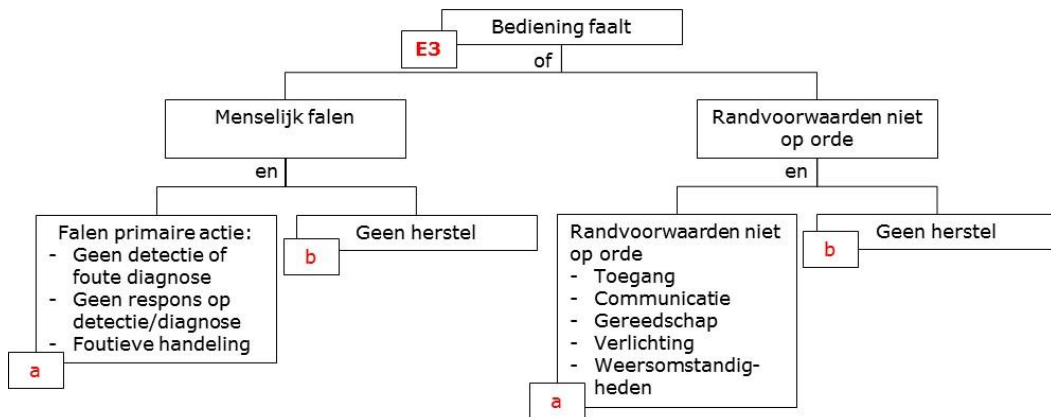 Bediening faalt
E3
of
Menselijk falen
Randvoorwaarden niet
op orde
en
en
Falen primaire actie:
- Geen detectie of
foute diagnose
- Geen respons op
detectie/diagnose
- Foutieve handeling
a
Geen herstel
b
Randvoorwaarden niet
op orde
- Toegang
- Communicatie
- Gereedschap
- Verlichting
- Weersomstandig-
heden
a
Geen herstel
b